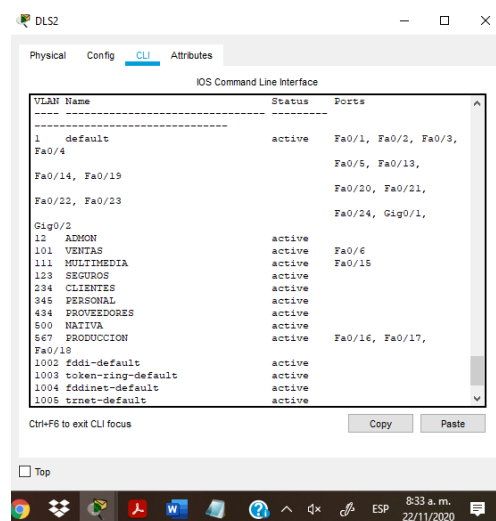 DLS2
Physical Config CLI Attributes
IOS Command Line Interface
VLAN Name Status Ports
---- -------------------------------- ---------
-------------------------------
1 default active Fa0/1, Fa0/2, Fa0/3,
Fa0/4
Fa0/5, Fa0/13,
Fa0/14, Fa0/19
Fa0/20, Fa0/21,
Fa0/22, Fa0/23
Fa0/24, Gig0/1,
Gig0/2
12 ADMON active
101 VENTAS active Fa0/6
111 MULTIMEDIA active Fa0/15
123 SEGUROS active
234 CLIENTES active
345 PERSONAL active
434 PROVEEDORES active
500 NATIVA active
567 PRODUCCION active Fa0/16, Fa0/17,
Fa0/18
1002 fddi-default active
1003 token-ring-default active
1004 fddinet-default active
1005 trnet-default active
Ctrl+F6 to exit CLI focus
Copy Paste
Top
ESP
8:33 a. m.
22/11/2020